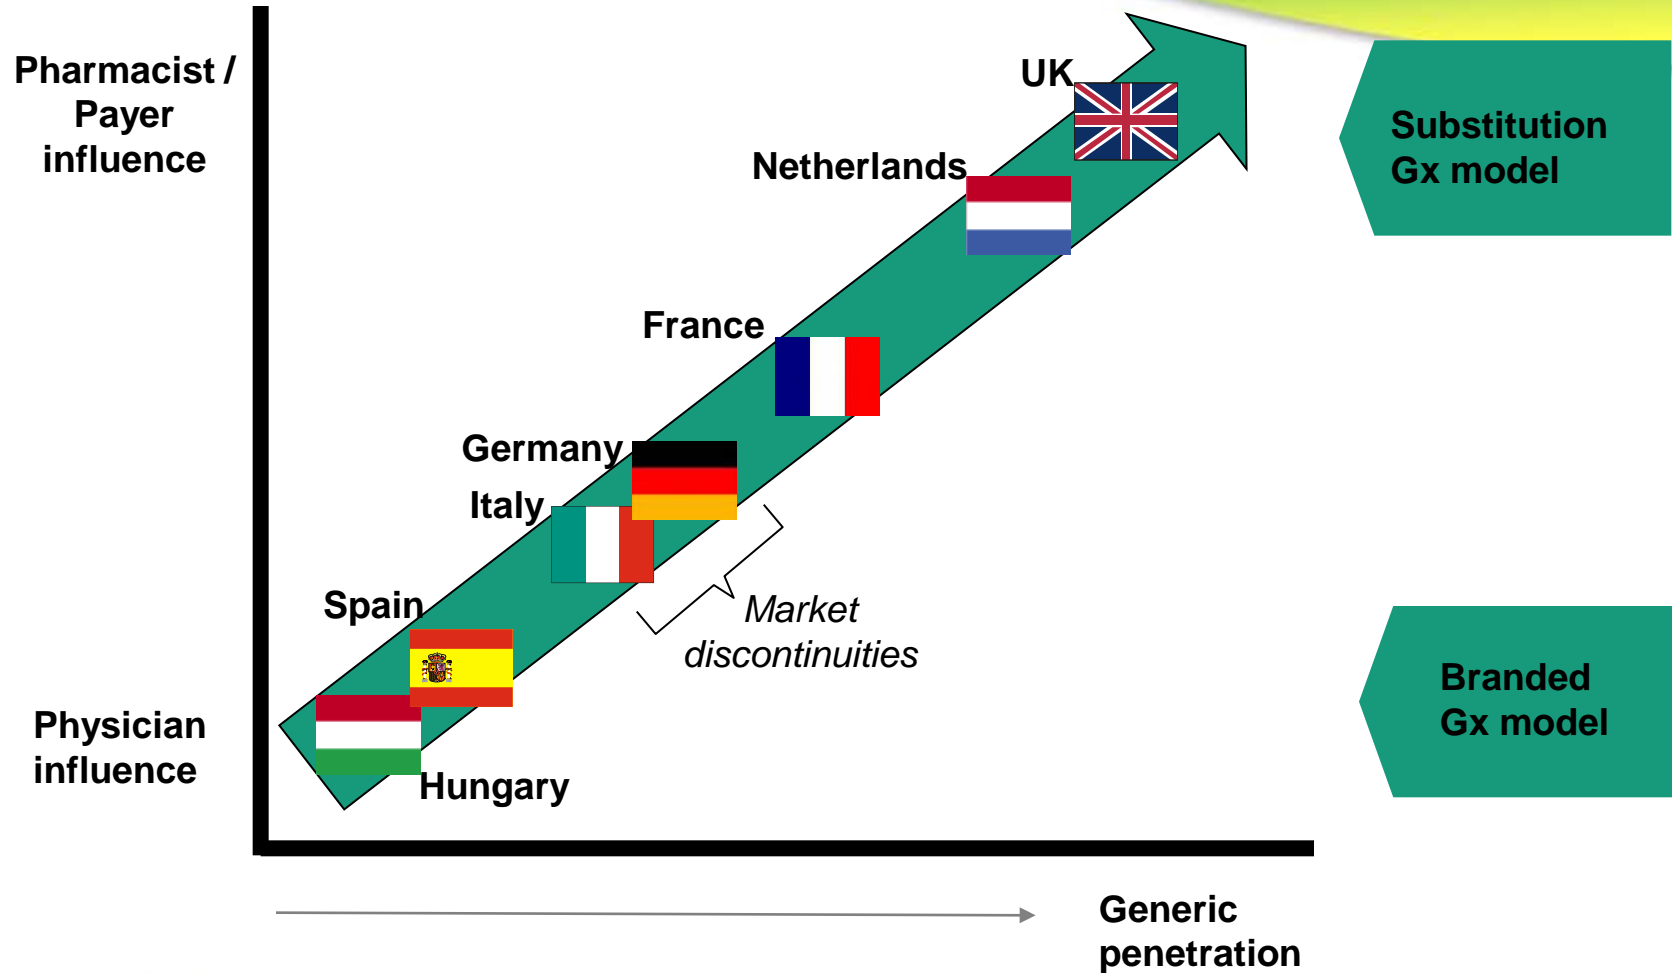 Pharmacist /
Payer
influence
UK
Substitution
Gx model
Netherlands
France
Germany
Italy
Spain
Market
discontinuities
Branded
Gx model
Physician
influence
Hungary
Generic
penetration